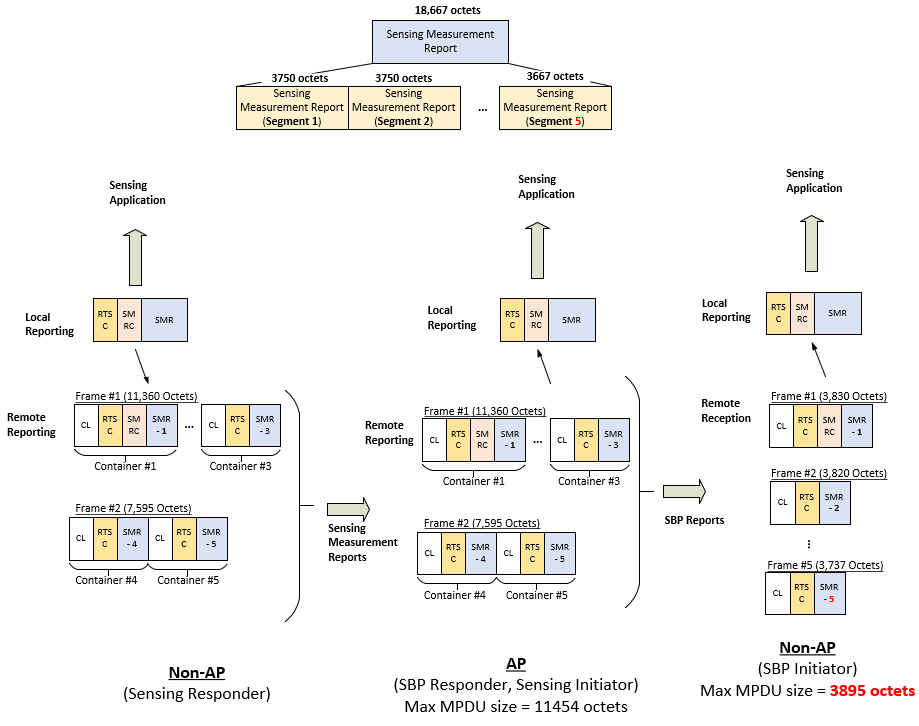 18,667 octets
Sensing Measurement
Report
3750 octets
3750 octets
3667 octets
Sensing
Measurement Report
(Segment 1)
Sensing
Measurement Report
(Segment 2)
...
Sensing
Measurement Report
(Segment 5)
Sensing
Application
Local
Reporting
RTS
C
SM
RC
SMR
Remote
Reporting
Frame #1 (11,360 Octets)
CL
RTS
C
SM
RC
SMR
- 1
...
CL
RTS
C
SMR
- 3
Container #1
Container #3
Frame #2 (7,595 Octets)
CL
RTS
C
SMR
- 4
CL
RTS
C
SMR
- 5
Container #4
Container #5
Non-AP
(Sensing Responder)
Sensing
Measurement
Reports
Sensing
Application
Local
Reporting
RTS
C
SM
RC
SMR
Remote
Reporting
Frame #1 (11,360 Octets)
CL
RTS
C
SM
RC
SMR
- 1
...
CL
RTS
C
SMR
- 3
Container #1
Container #3
Frame #2 (7,595 Octets)
CL
RTS
C
SMR
- 4
CL
RTS
C
SMR
- 5
Container #4
Container #5
AP
(SBP Responder, Sensing Initiator)
Max MPDU size = 11454 octets
SBP Reports
Sensing
Application
Local
Reporting
RTS
C
SM
RC
SMR
Remote
Reception
Frame #1 (3,830 Octets)
CL
RTS
C
SM
RC
SMR
- 1
Frame #2 (3,820 Octets)
CL
RTS
C
SMR
- 2
...
Frame #5 (3,737 Octets)
CL
RTS
C
SMR
- 5
Non-AP
(SBP Initiator)
Max MPDU size = 3895 octets